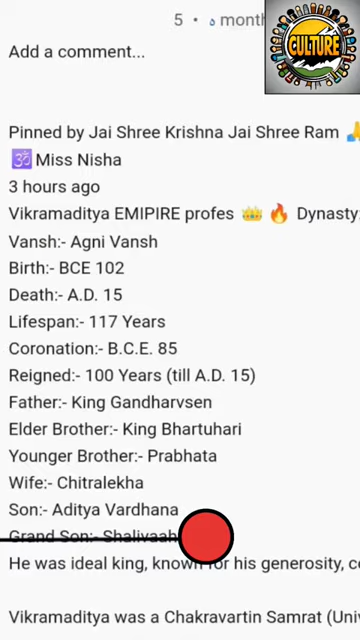 5 • ه month
CULTURE
Add a comment...
Pinned by Jai Shree Krishna Jai Shree Ram 🙏
🕉 Miss Nisha
3 hours ago
Vikramaditya EMIPIRE profes 👑 🔥 Dynasty:
Vansh:- Agni Vansh
Birth:- BCE 102
Death:- A.D. 15
Lifespan:- 117 Years
Coronation:- B.C.E. 85
Reigned:- 100 Years (till A.D. 15)
Father:- King Gandharvsen
Elder Brother:- King Bhartuhari
Younger Brother:- Prabhata
Wife:- Chitralekha
Son:- Aditya Vardhana
Grand Son:- Shalivaah
He was ideal king, known for his generosity,
Vikramaditya was a Chakravartin Samrat (Uni